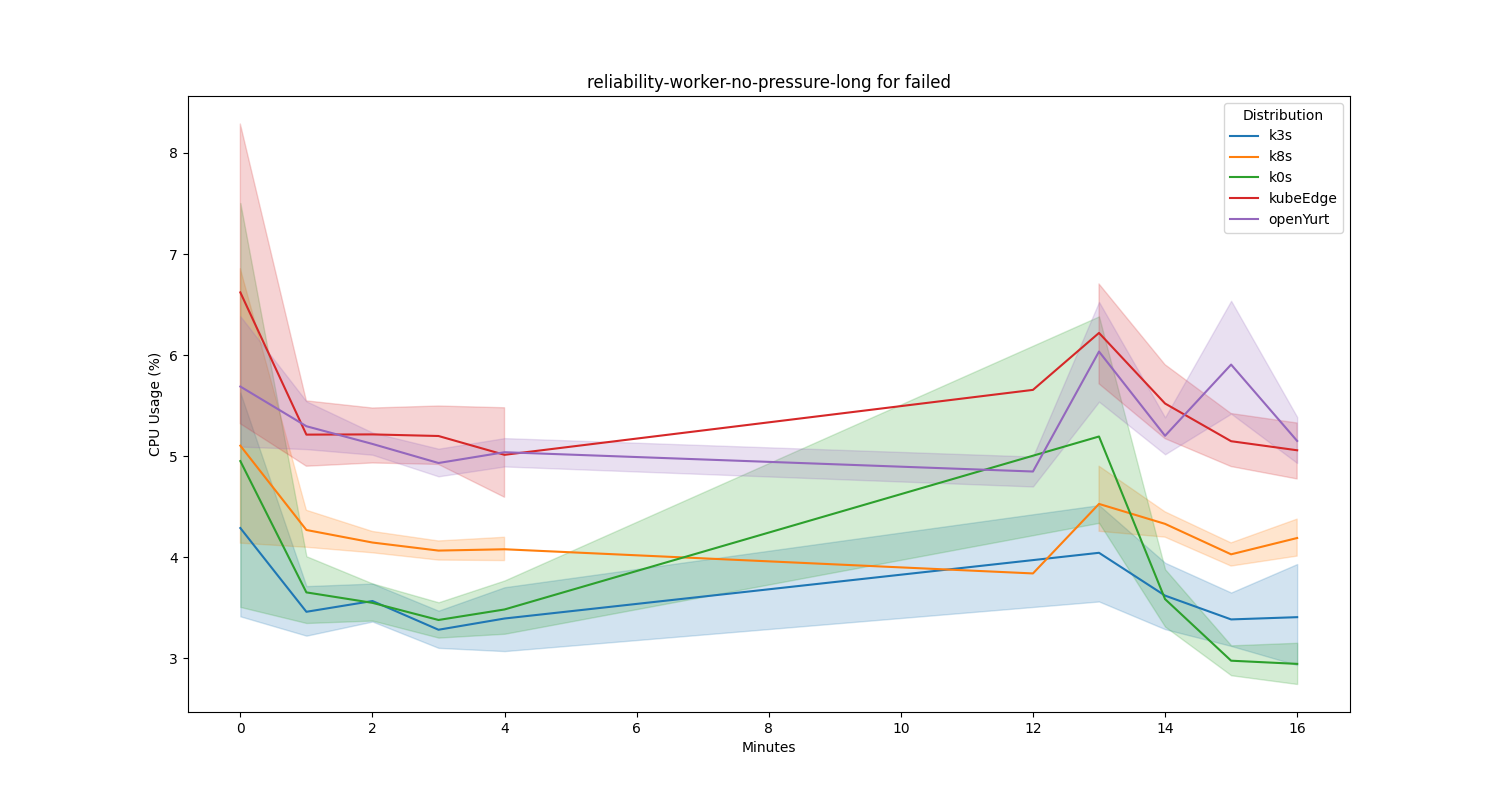 reliability-worker-no-pressure-long for failed
Distribution
k3s
k8s
k0s
kubeEdge
openYurt
CPU Usage (%)
8
7
6
5
4
3
0 2 4 6 8 10 12 14 16
Minutes